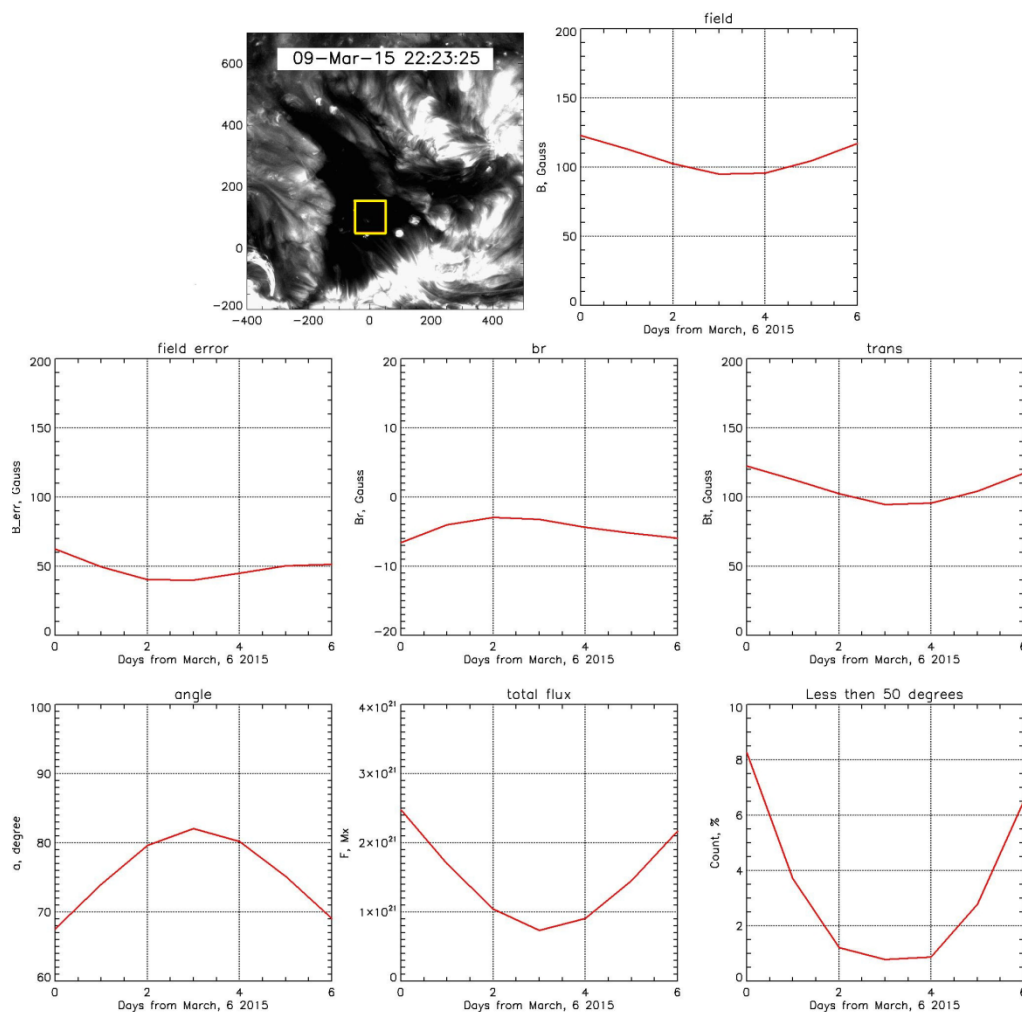 field
09-Mar-15 22:23:25
600
400
200
0
-200
-400 -200 0 200 400
200
150
100
50
0
B, Gauss
0 2 4 6
Days from March, 6 2015
field error
200
150
100
50
0
B_err, Gauss
0 2 4 6
Days from March, 6 2015
br
20
10
0
-10
-20
Br, Gauss
0 2 4 6
Days from March, 6 2015
trans
200
150
100
50
0
Bt, Gauss
0 2 4 6
Days from March, 6 2015
angle
100
90
80
70
60
a, degree
0 2 4 6
Days from March, 6 2015
total flux
4×10²¹
3×10²¹
2×10²¹
1×10²¹
0
F, Mx
0 2 4 6
Days from March, 6 2015
Less then 50 degrees
10
8
6
4
2
0
Count, %
0 2 4 6
Days from March, 6 2015